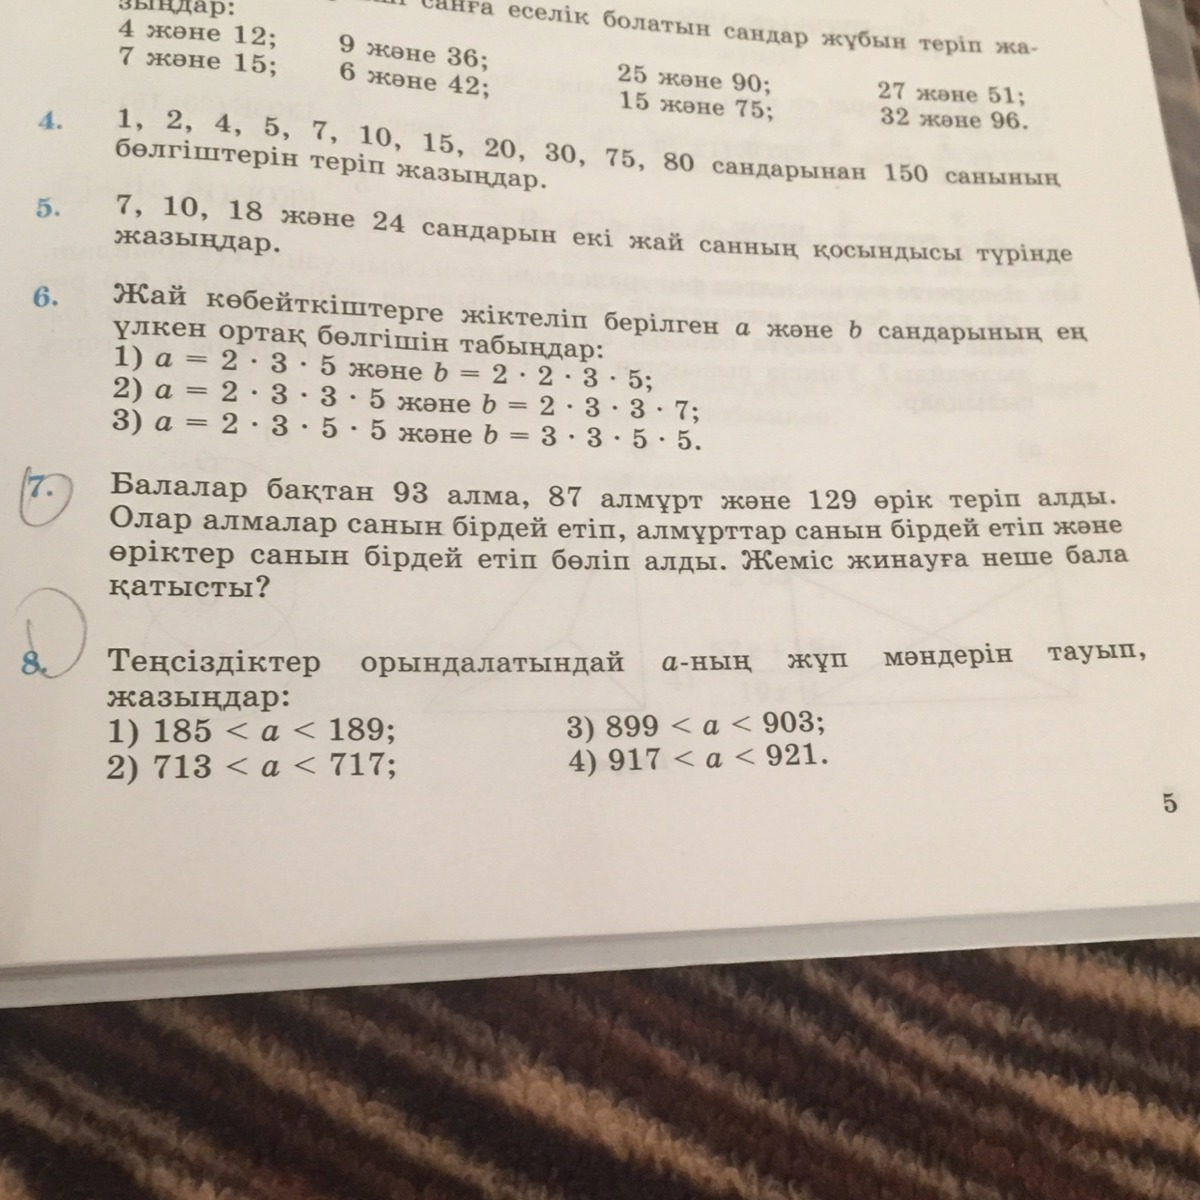 санға еселік болатын сандар жұбын теріп жа-
зыңдар:
4 және 12; 9 және 36; 25 және 90; 27 және 51;
7 және 15; 6 және 42; 15 және 75; 32 және 96.
4. 1, 2, 4, 5, 7, 10, 15, 20, 30, 75, 80 сандарынан 150 санының
бөлгіштерін теріп жазыңдар.
5. 7, 10, 18 және 24 сандарын екі жай санның қосындысы түрінде
жазыңдар.
6. Жай көбейткіштерге жіктеліп берілген a және b сандарының ең
үлкен ортақ бөлгішін табыңдар:
1) a = 2 · 3 · 5 және b = 2 · 2 · 3 · 5;
2) a = 2 · 3 · 3 · 5 және b = 2 · 3 · 3 · 7;
3) a = 2 · 3 · 5 · 5 және b = 3 · 3 · 5 · 5.
7. Балалар бақтан 93 алма, 87 алмұрт және 129 өрік теріп алды.
Олар алмалар санын бірдей етіп, алмұрттар санын бірдей етіп және
өріктер санын бірдей етіп бөліп алды. Жеміс жинауға неше бала
қатысты?
8. Теңсіздіктер орындалатындай a-ның жұп мәндерін тауып,
жазыңдар:
1) 185 < a < 189; 3) 899 < a < 903;
2) 713 < a < 717; 4) 917 < a < 921.
5